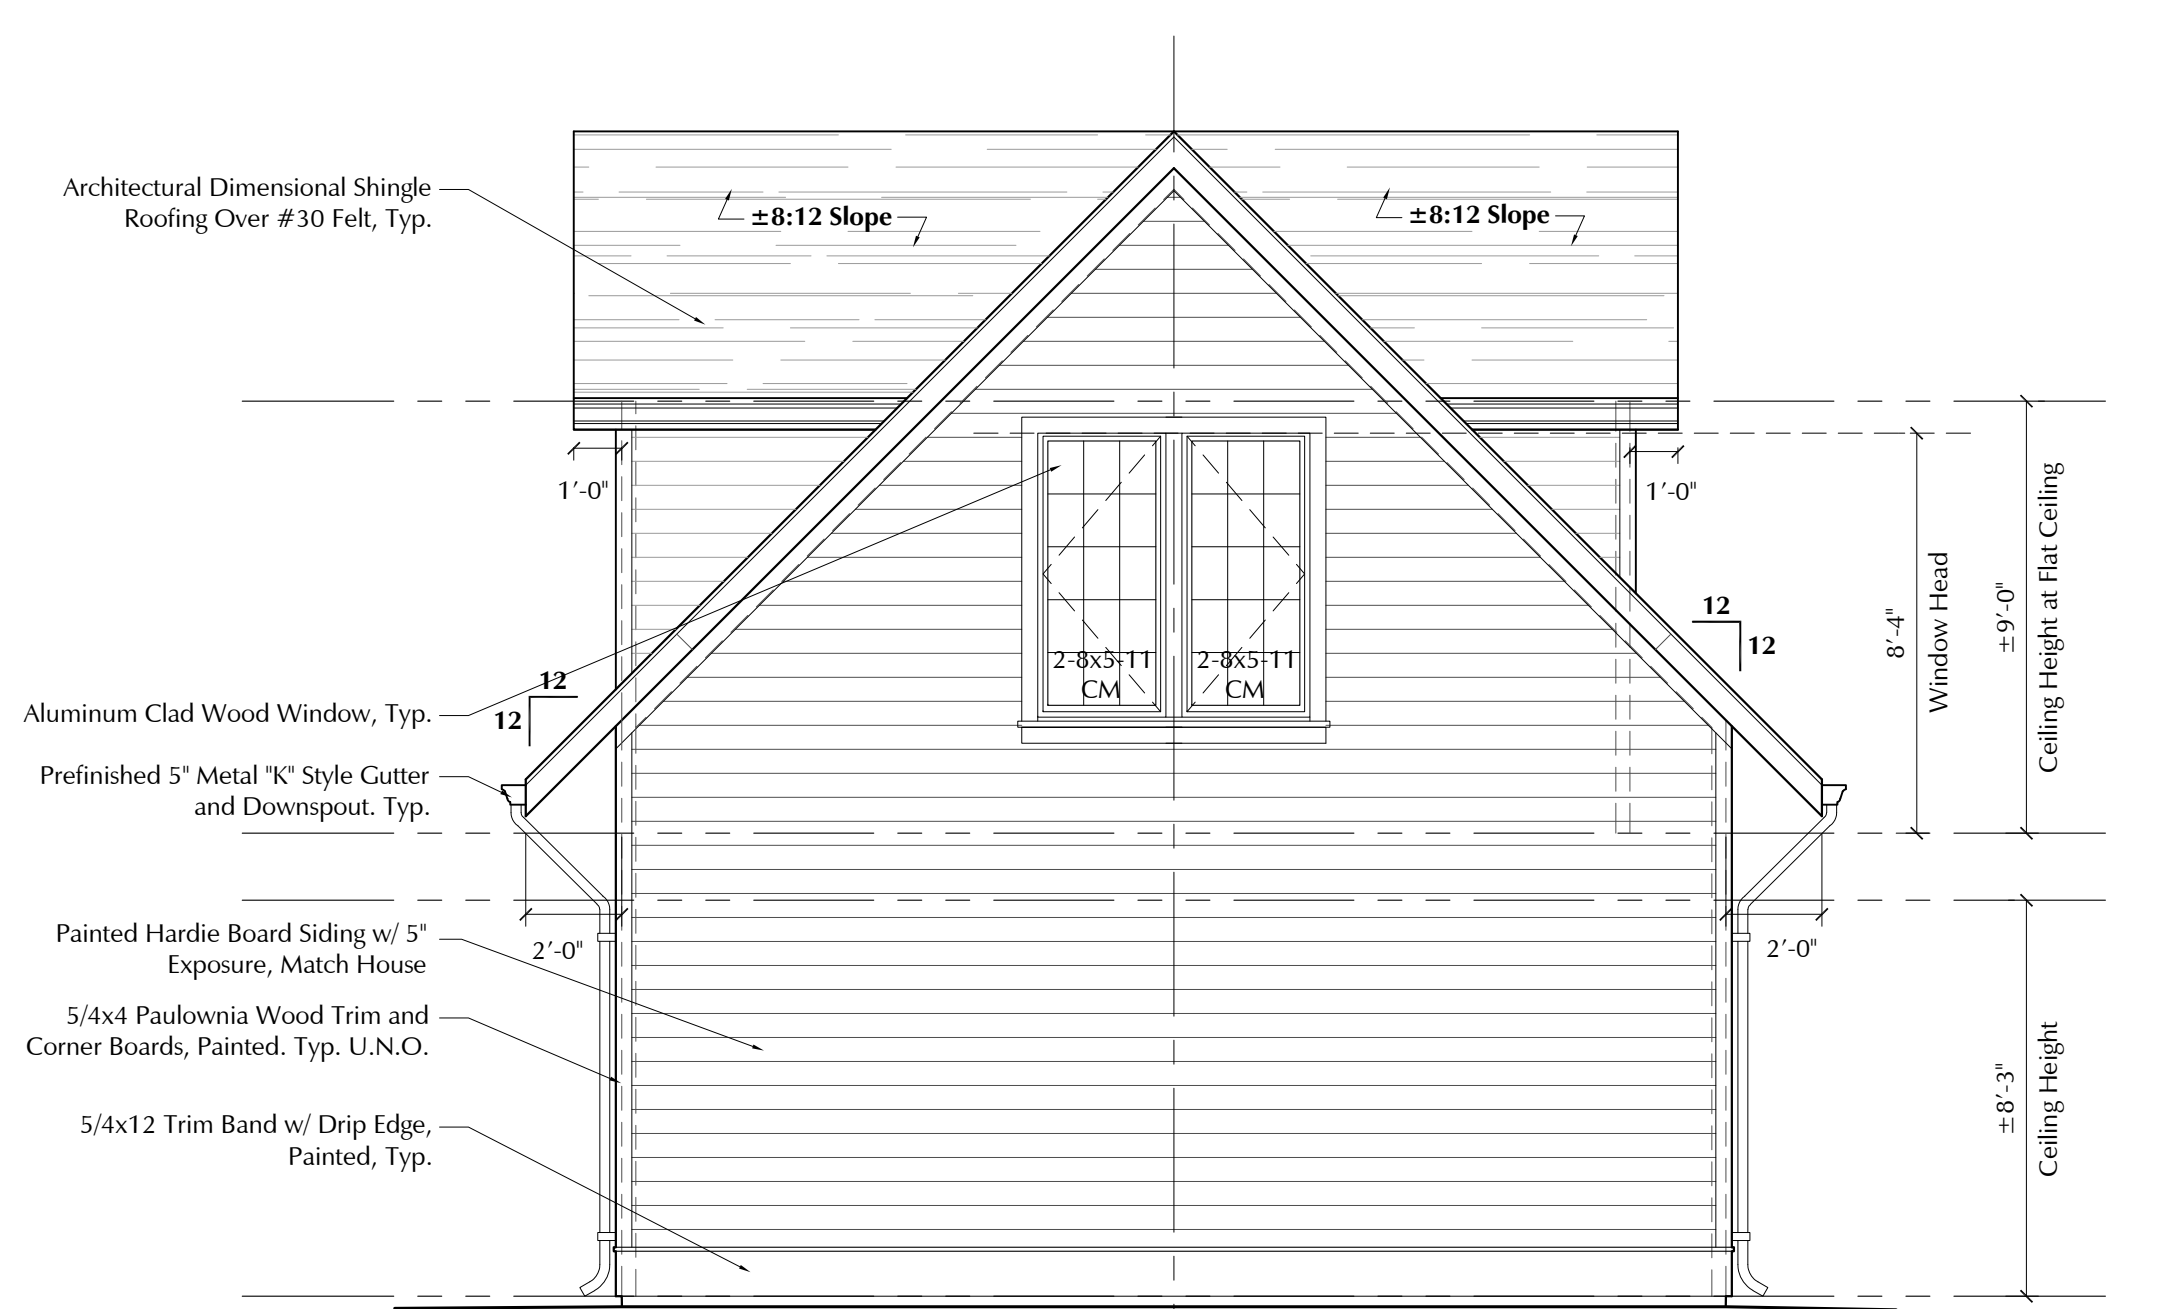 Architectural Dimensional Shingle
Roofing Over #30 Felt, Typ.
±8:12 Slope
±8:12 Slope
1'-0"
1'-0"
12
12
12
12
2-8x5-11
CM
2-8x5-11
CM
Aluminum Clad Wood Window, Typ.
Prefinished 5" Metal "K" Style Gutter
and Downspout. Typ.
8'-4"
Window Head
±9'-0"
Ceiling Height at Flat Ceiling
Painted Hardie Board Siding w/ 5"
Exposure, Match House
2'-0"
2'-0"
5/4x4 Paulownia Wood Trim and
Corner Boards, Painted. Typ. U.N.O.
5/4x12 Trim Band w/ Drip Edge,
Painted, Typ.
±8'-3"
Ceiling Height